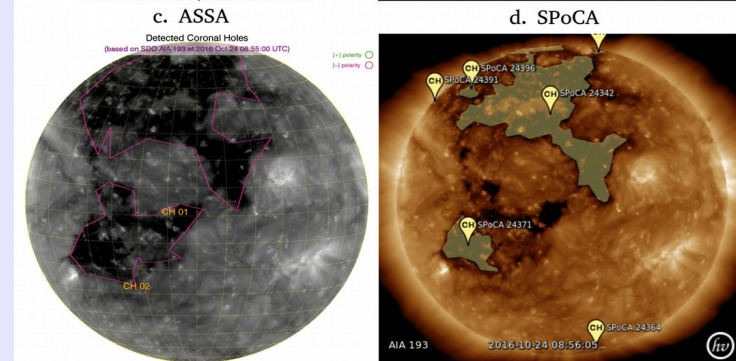 c. ASSA
Detected Coronal Holes
(based on SDO AIA 193 at 2016 Oct 24 08:55:00 UTC)
[+] polarity
[−] polarity
CH 01
CH 02
d. SPoCA
CH SPoCA 24396
CH SPoCA 24391
CH SPoCA 24342
CH SPoCA 24371
CH SPoCA 24364
CH
AIA 193
2016-10-24 08:56:05
hv